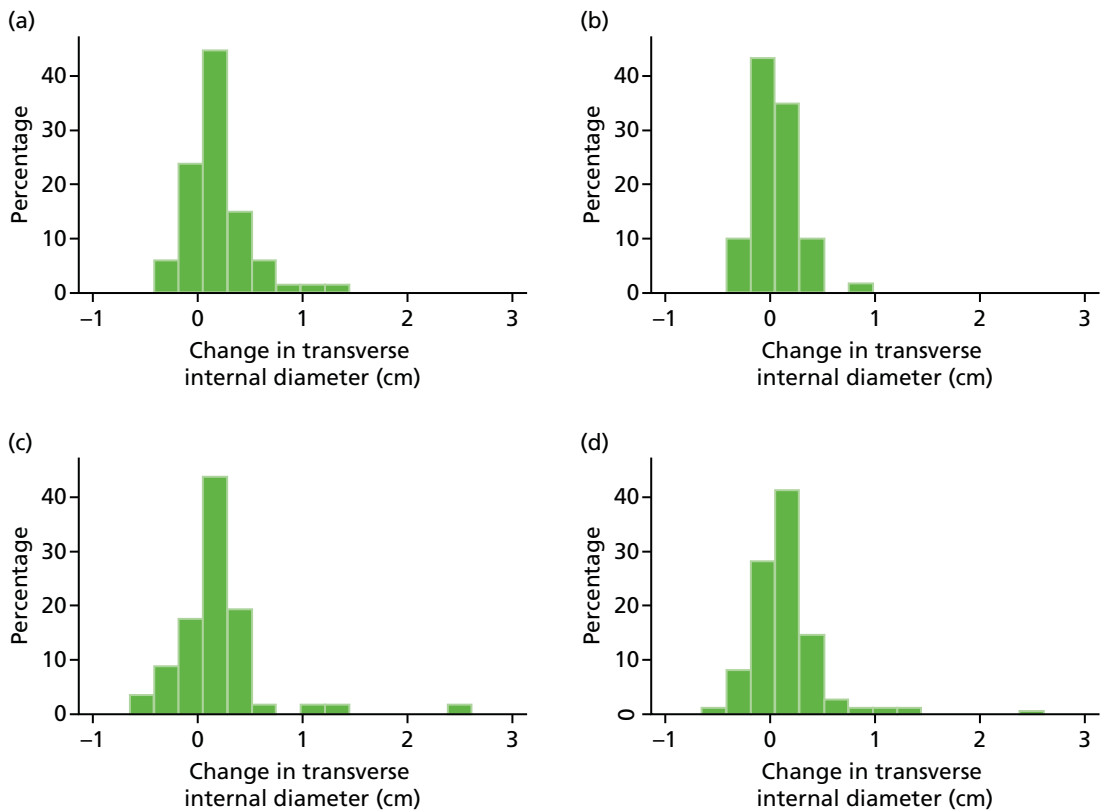 (a)
Percentage
40
30
20
10
0
–1 0 1 2 3
Change in transverse
internal diameter (cm)
(b)
Percentage
40
30
20
10
0
–1 0 1 2 3
Change in transverse
internal diameter (cm)
(c)
Percentage
40
30
20
10
0
–1 0 1 2 3
Change in transverse
internal diameter (cm)
(d)
Percentage
40
30
20
10
0
–1 0 1 2 3
Change in transverse
internal diameter (cm)